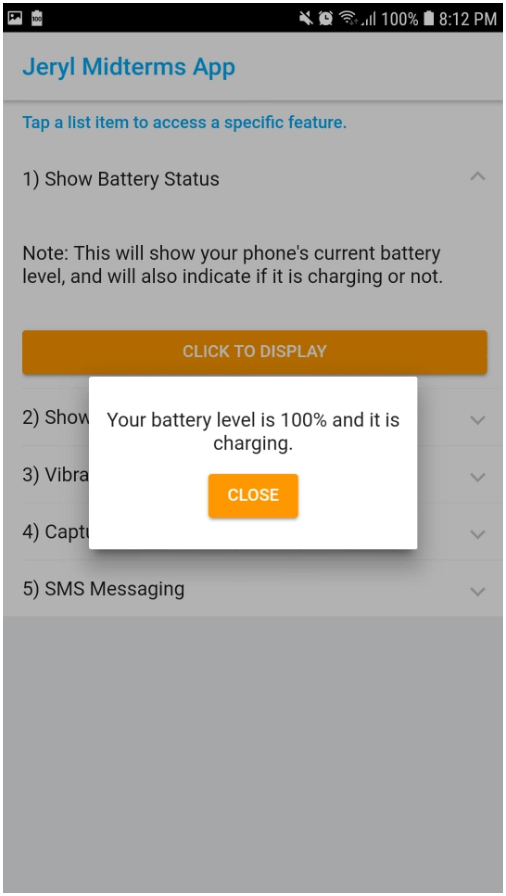 100% 8:12 PM
Jeryl Midterms App
Tap a list item to access a specific feature.
1) Show Battery Status
Note: This will show your phone's current battery
level, and will also indicate if it is charging or not.
CLICK TO DISPLAY
2) Show
Your battery level is 100% and it is
charging.
3) Vibra
CLOSE
4) Captu
5) SMS Messaging